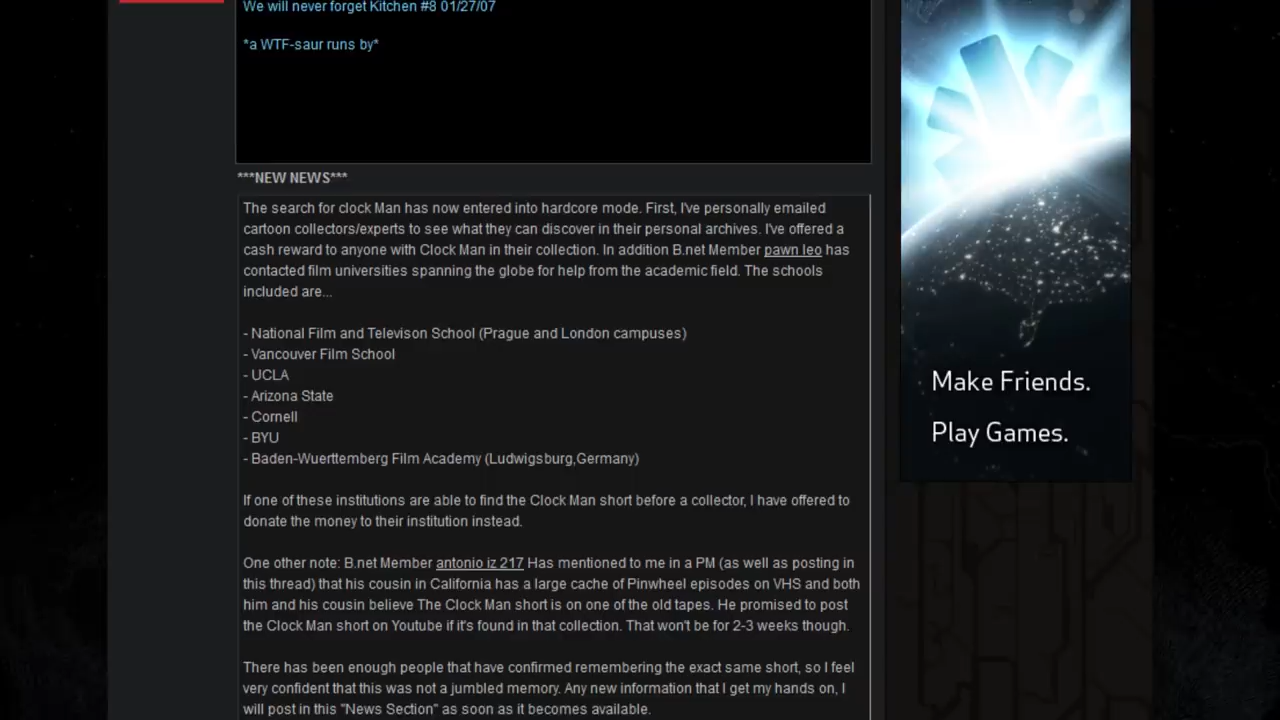 We will never forget Kitchen #8 01/27/07
*a WTF-saur runs by*
***NEW NEWS***
The search for clock Man has now entered into hardcore mode. First, I've personally emailed
cartoon collectors/experts to see what they can discover in their personal archives. I've offered a
cash reward to anyone with Clock Man in their collection. In addition B.net Member pawn leo has
contacted film universities spanning the globe for help from the academic field. The schools
included are...
- National Film and Televison School (Prague and London campuses)
- Vancouver Film School
- UCLA
- Arizona State
- Cornell
- BYU
- Baden-Wuerttemberg Film Academy (Ludwigsburg,Germany)
If one of these institutions are able to find the Clock Man short before a collector, I have offered to
donate the money to their institution instead.
One other note: B.net Member antonio iz 217 Has mentioned to me in a PM (as well as posting in
this thread) that his cousin in California has a large cache of Pinwheel episodes on VHS and both
him and his cousin believe The Clock Man short is on one of the old tapes. He promised to post
the Clock Man short on Youtube if it's found in that collection. That won't be for 2-3 weeks though.
There has been enough people that have confirmed remembering the exact same short, so I feel
very confident that this was not a jumbled memory. Any new information that I get my hands on, I
will post in this "News Section" as soon as it becomes available.
Make Friends.
Play Games.